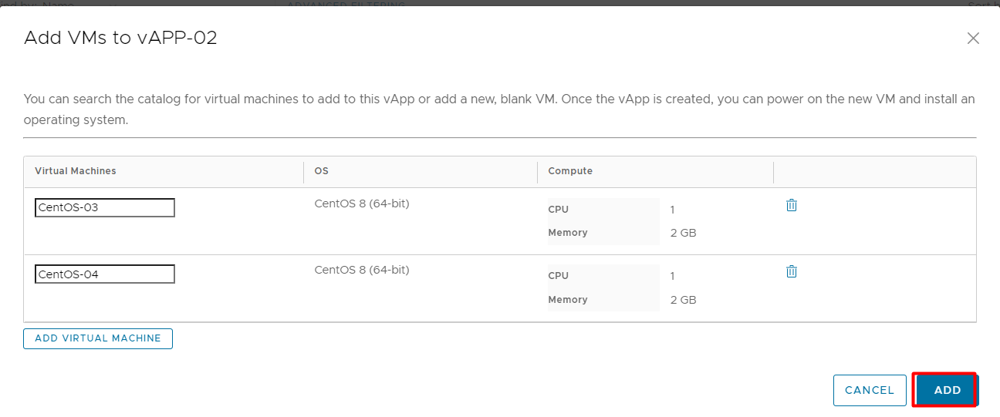 Add VMs to vAPP-02
You can search the catalog for virtual machines to add to this vApp or add a new, blank VM. Once the vApp is created, you can power on the new VM and install an
operating system.
Virtual Machines OS Compute
CentOS-03 CentOS 8 (64-bit) CPU 1
Memory 2 GB
CentOS-04 CentOS 8 (64-bit) CPU 1
Memory 2 GB
ADD VIRTUAL MACHINE
CANCEL ADD